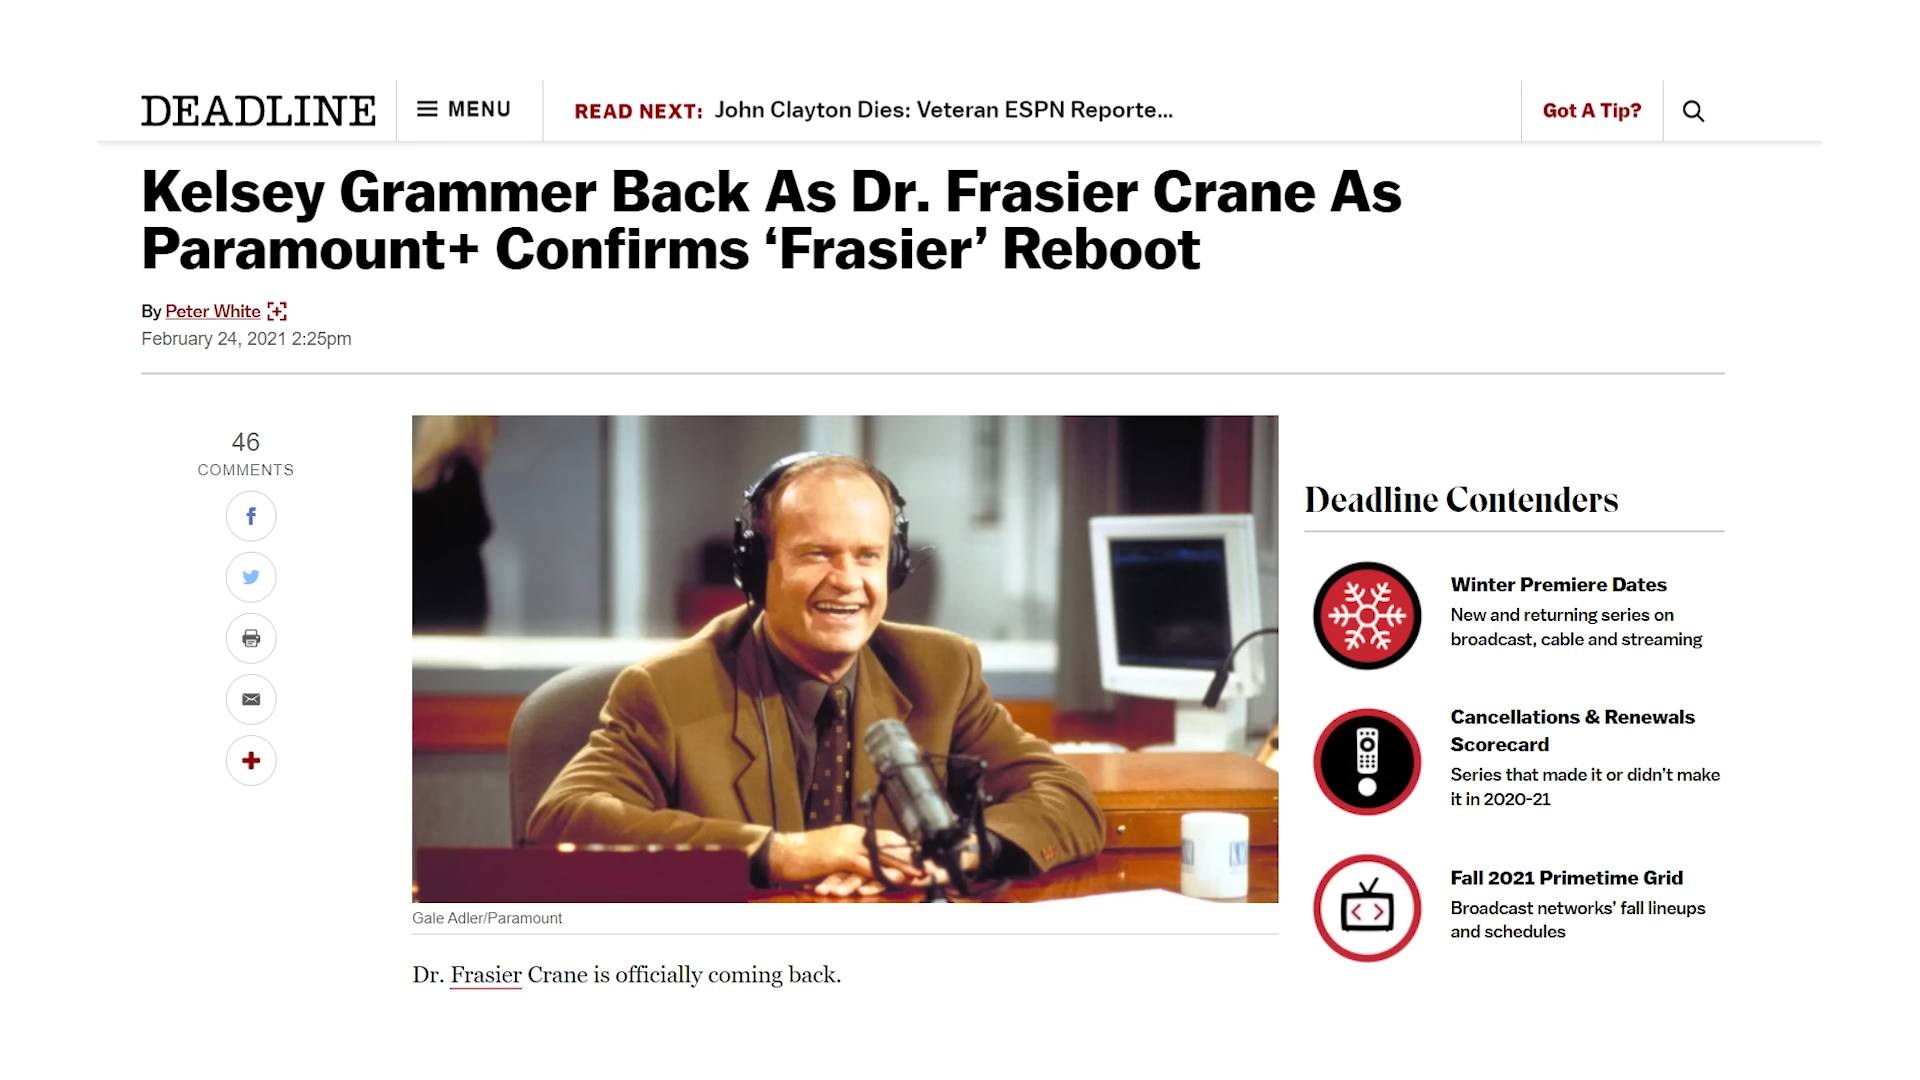 DEADLINE
MENU
READ NEXT: John Clayton Dies: Veteran ESPN Reporte...
Got A Tip?
Kelsey Grammer Back As Dr. Frasier Crane As
Paramount+ Confirms ‘Frasier’ Reboot
By Peter White
February 24, 2021 2:25pm
46
COMMENTS
Gale Adler/Paramount
Dr. Frasier Crane is officially coming back.
Deadline Contenders
Winter Premiere Dates
New and returning series on
broadcast, cable and streaming
Cancellations & Renewals
Scorecard
Series that made it or didn’t make
it in 2020-21
Fall 2021 Primetime Grid
Broadcast networks’ fall lineups
and schedules